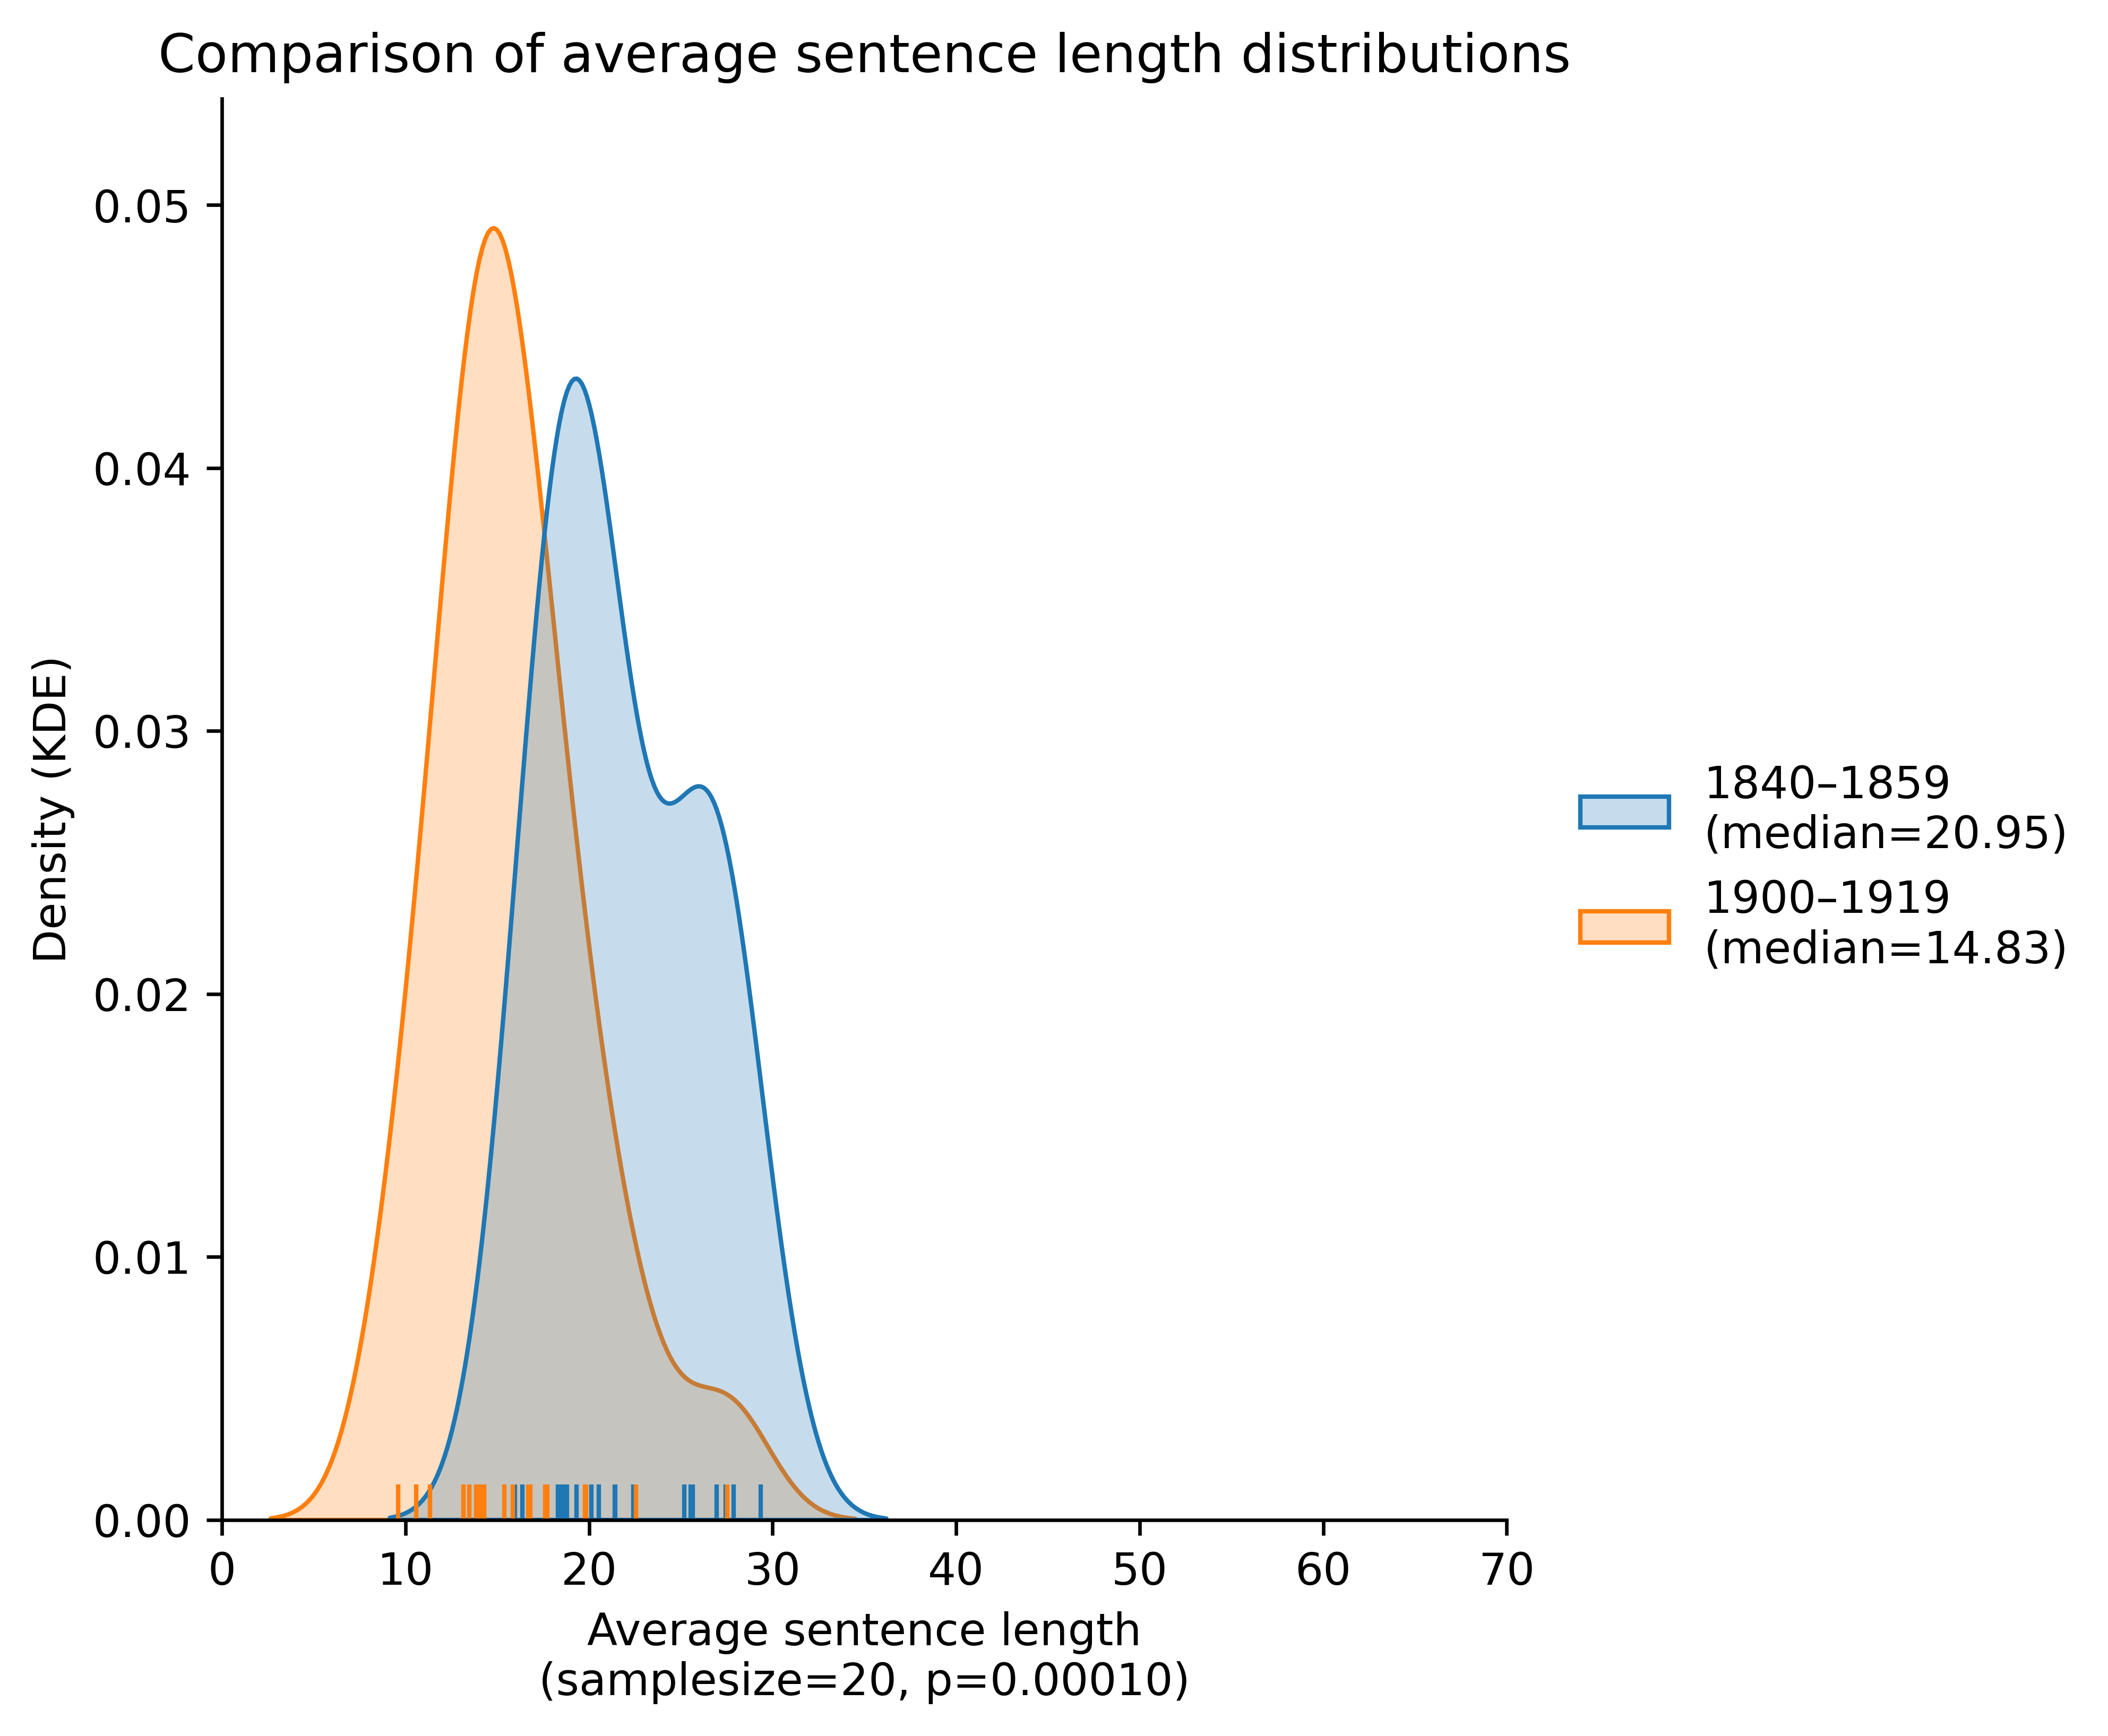 Comparison of average sentence length distributions
0.05
0.04
0.03
0.02
0.01
0.00
Density (KDE)
0 10 20 30 40 50 60 70
Average sentence length
(samplesize=20, p=0.00010)
1840–1859
(median=20.95)
1900–1919
(median=14.83)